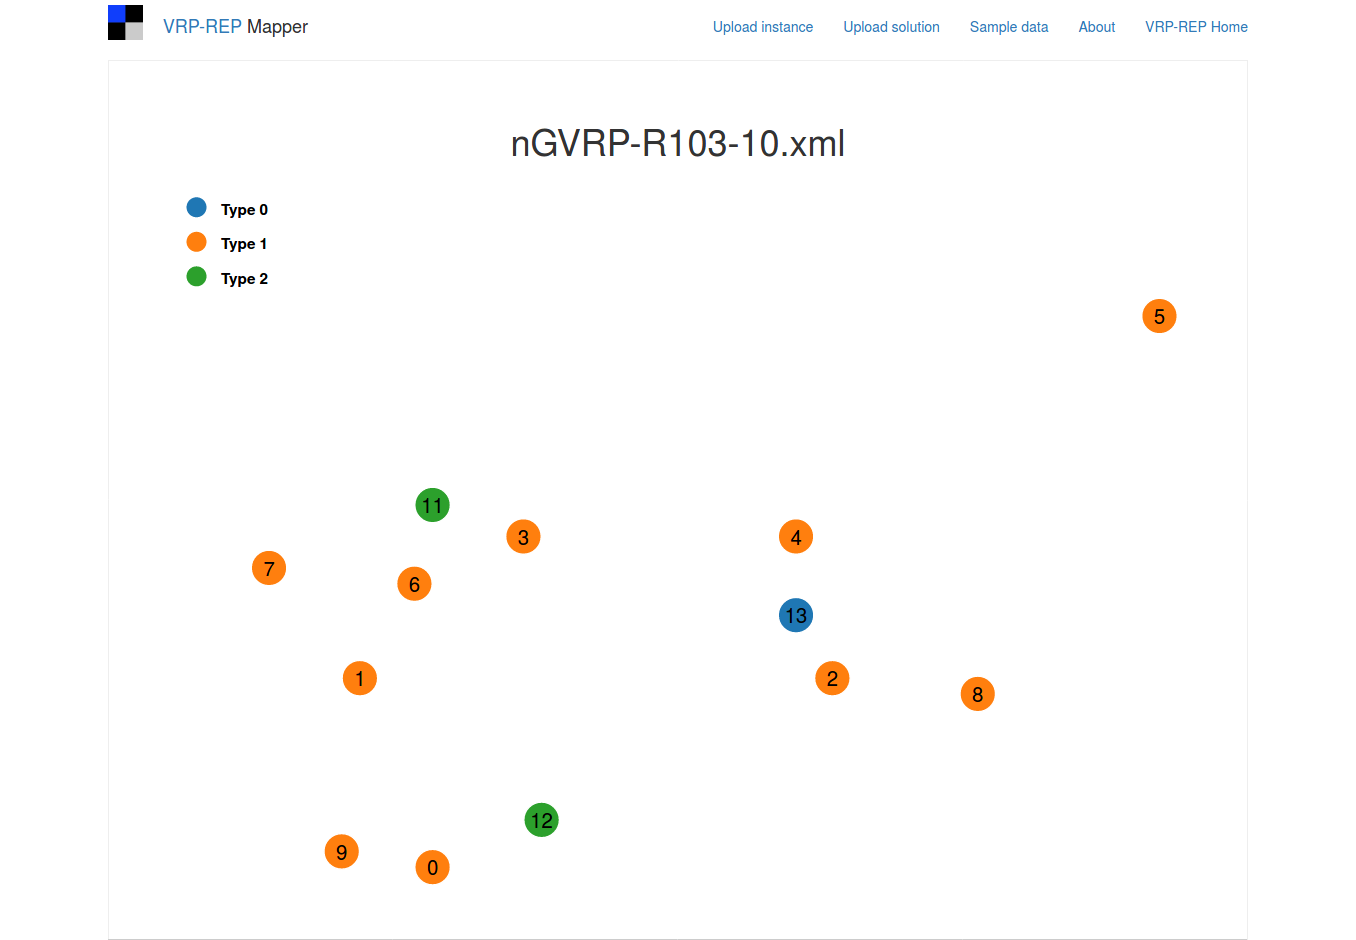 VRP-REP Mapper
Upload instance
Upload solution
Sample data
About
VRP-REP Home
nGVRP-R103-10.xml
Type 0
Type 1
Type 2
5
11
3
4
7
6
13
1
2
8
12
9
0